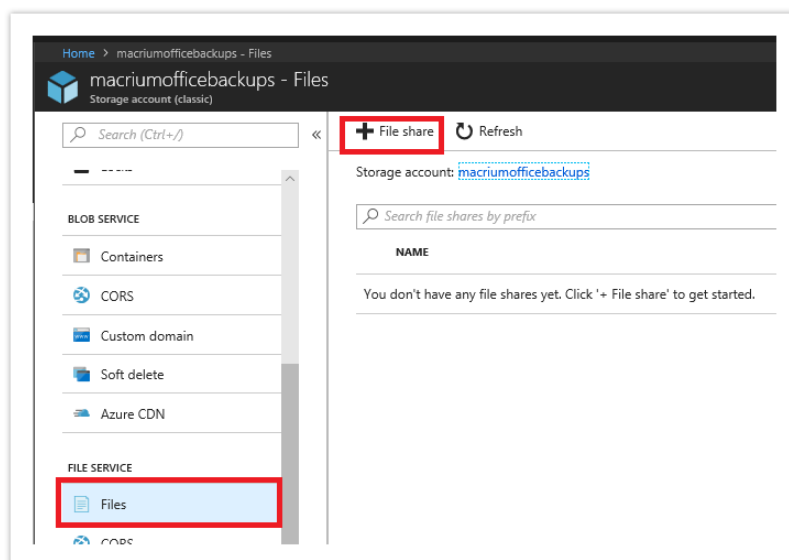 Home > macriumofficebackups - Files
macriumofficebackups - Files
Storage account (classic)
Search (Ctrl+/)
«
BLOB SERVICE
Containers
CORS
Custom domain
Soft delete
Azure CDN
FILE SERVICE
Files
CORS
+ File share
Refresh
Storage account: macriumofficebackups
Search file shares by prefix
NAME
You don't have any file shares yet. Click '+ File share' to get started.